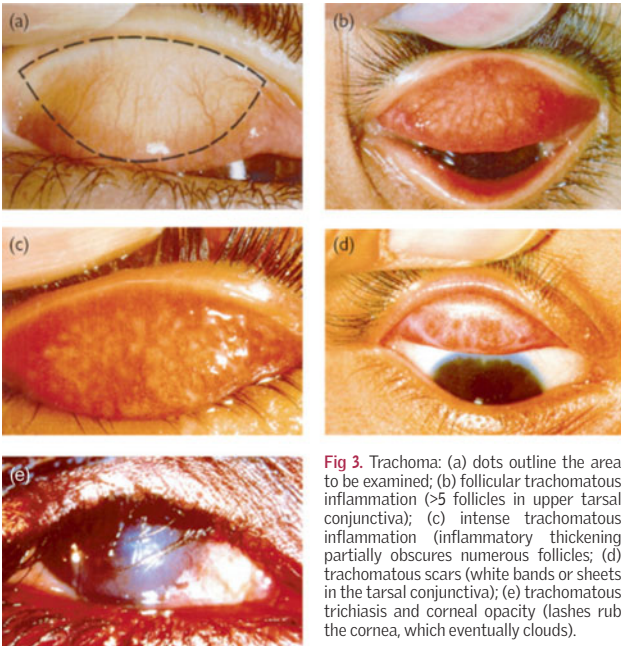 (a)
(b)
(c)
(d)
(e)
Fig 3. Trachoma: (a) dots outline the area
to be examined; (b) follicular trachomatous
inflammation (>5 follicles in upper tarsal
conjunctiva); (c) intense trachomatous
inflammation (inflammatory thickening
partially obscures numerous follicles; (d)
trachomatous scars (white bands or sheets
in the tarsal conjunctiva); (e) trachomatous
trichiasis and corneal opacity (lashes rub
the cornea, which eventually clouds).